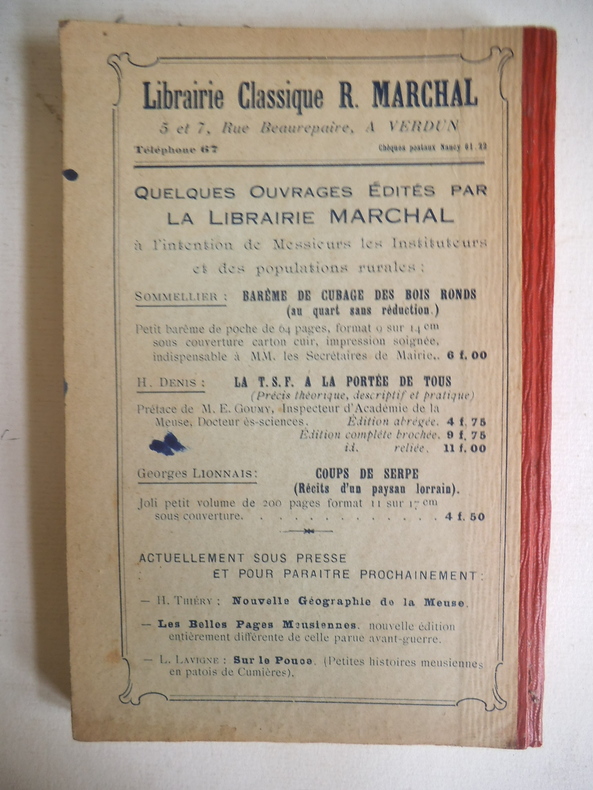 Librairie Classique R. MARCHAL
5 et 7, Rue Beaurepaire, A VERDUN
Téléphone 67 Chèques postaux Nancy 61.23
QUELQUES OUVRAGES ÉDITÉS PAR
LA LIBRAIRIE MARCHAL
à l'intention de Messieurs les Instituteurs
et des populations rurales :
SOMMELLIER : BARÊME DE CUBAGE DES BOIS RONDS
(au quart sans réduction.)
Petit barême de poche de 64 pages, format 9 sur 14 cm
sous couverture carton cuir, impression soignée,
indispensable à MM. les Secrétaires de Mairie.. 6 f. 00
H. DENIS : LA T.S.F. A LA PORTÉE DE TOUS
(Précis théorique, descriptif et pratique)
Préface de M. E. GOUMY, Inspecteur d'Académie de la
Meuse, Docteur ès-sciences. Édition abrégée. 4 f. 75
Édition complète brochée. 9 f. 75
id. reliée. 11 f. 00
Georges LIONNAIS : COUPS DE SERPE
(Récits d'un paysan lorrain).
Joli petit volume de 200 pages format 11 sur 17 cm
sous couverture. . . . . . . . . . . . . 4 f. 50
ACTUELLEMENT SOUS PRESSE
ET POUR PARAITRE PROCHAINEMENT :
— H. THIÉRY : Nouvelle Géographie de la Meuse.
— Les Belles Pages Meusiennes. nouvelle édition
entièrement différente de celle parue avant-guerre.
— L. LAVIGNE : Sur le Pouce. (Petites histoires meusiennes
en patois de Cumières).